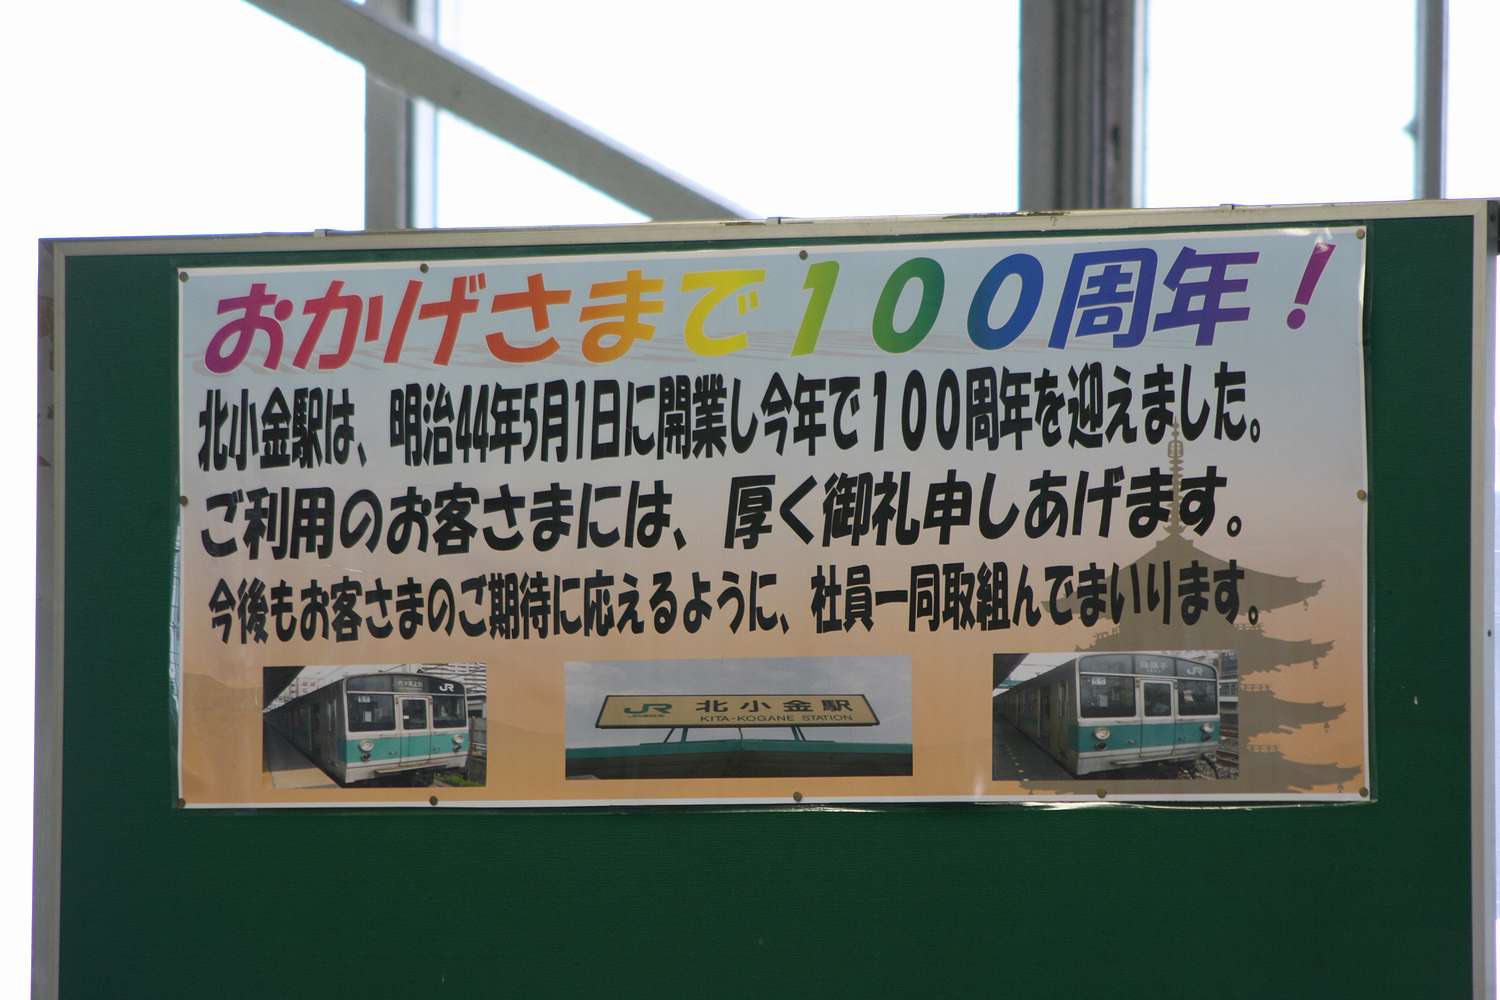 おかげさまで100周年！
北小金駅は、明治44年5月1日に開業し今年で100周年を迎えました。
ご利用のお客さまには、厚く御礼申しあげます。
今後もお客さまのご期待に応えるように、社員一同取組んでまいります。
JR
JR 北小金駅
KITA-KOGANE STATION
JR